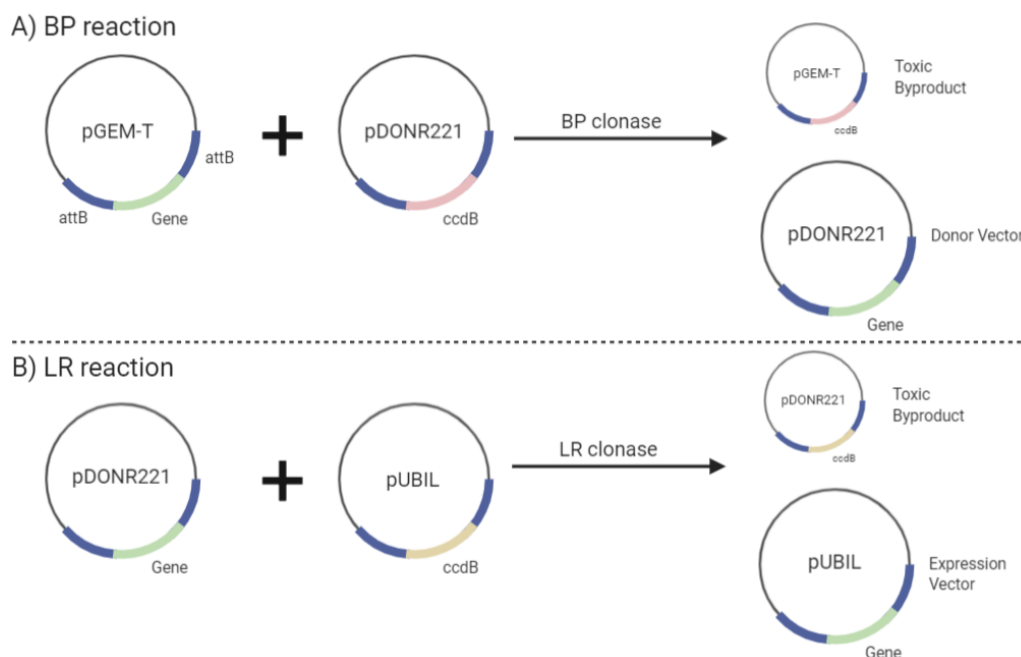 A) BP reaction
pGEM-T
attB
attB
Gene
pDONR221
ccdB
BP clonase
pGEM-T
ccdB
Toxic
Byproduct
pDONR221
Gene
Donor Vector
B) LR reaction
pDONR221
Gene
pUBIL
ccdB
LR clonase
pDONR221
ccdB
Toxic
Byproduct
pUBIL
Gene
Expression
Vector